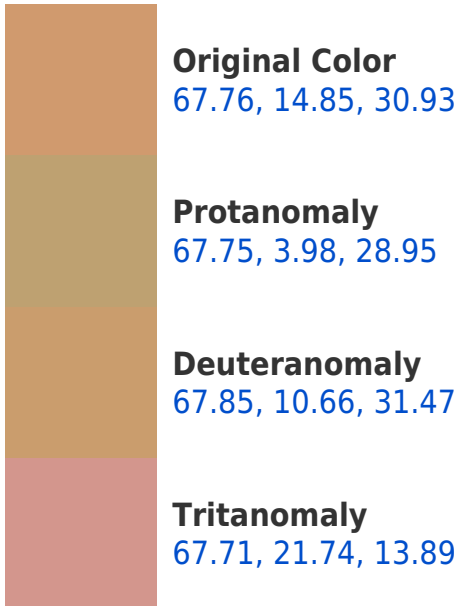 Original Color
67.76, 14.85, 30.93
Protanomaly
67.75, 3.98, 28.95
Deuteranomaly
67.85, 10.66, 31.47
Tritanomaly
67.71, 21.74, 13.89